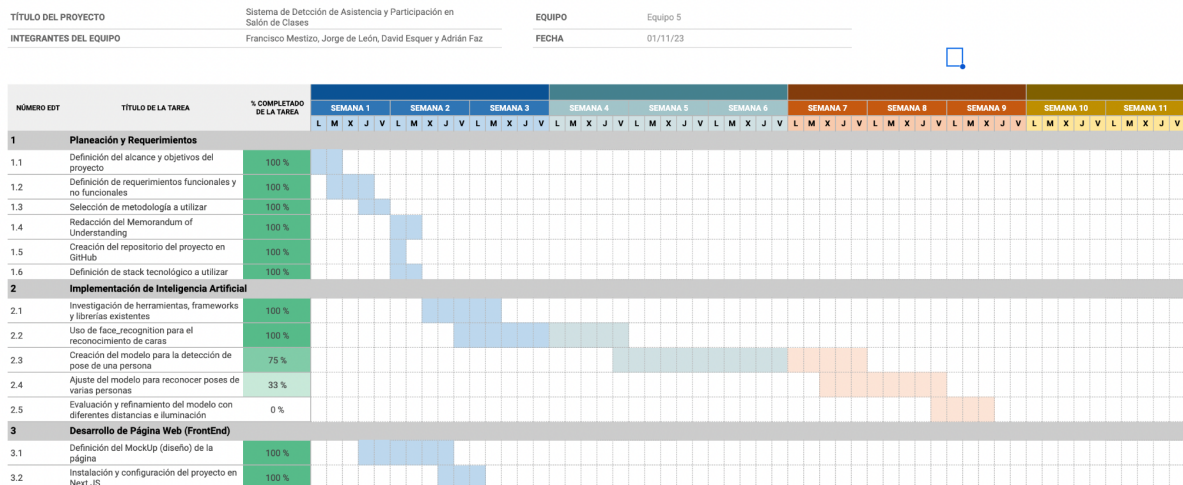 TÍTULO DEL PROYECTO
Sistema de Detcción de Asistencia y Participación en
Salón de Clases
EQUIPO
Equipo 5
INTEGRANTES DEL EQUIPO
Francisco Mestizo, Jorge de León, David Esquer y Adrián Faz
FECHA
01/11/23
NÚMERO EDT
TÍTULO DE LA TAREA
% COMPLETADO
DE LA TAREA
SEMANA 1 SEMANA 2 SEMANA 3 SEMANA 4 SEMANA 5 SEMANA 6 SEMANA 7 SEMANA 8 SEMANA 9 SEMANA 10 SEMANA 11
L M X J V L M X J V L M X J V L M X J V L M X J V L M X J V L M X J V L M X J V L M X J V L M X J V L M X J V
1 Planeación y Requerimientos
1.1
Definición del alcance y objetivos del
proyecto
100 %
1.2
Definición de requerimientos funcionales y
no funcionales
100 %
1.3 Selección de metodología a utilizar 100 %
1.4
Redacción del Memorandum of
Understanding
100 %
1.5
Creación del repositorio del proyecto en
GitHub
100 %
1.6 Definición de stack tecnológico a utilizar 100 %
2 Implementación de Inteligencia Artificial
2.1
Investigación de herramientas, frameworks
y librerías existentes
100 %
2.2
Uso de face_recognition para el
reconocimiento de caras
100 %
2.3
Creación del modelo para la detección de
pose de una persona
75 %
2.4
Ajuste del modelo para reconocer poses de
varias personas
33 %
2.5
Evaluación y refinamiento del modelo con
diferentes distancias e iluminación
0 %
3 Desarrollo de Página Web (FrontEnd)
3.1
Definición del MockUp (diseño) de la
página
100 %
3.2
Instalación y configuración del proyecto en
Next JS
100 %